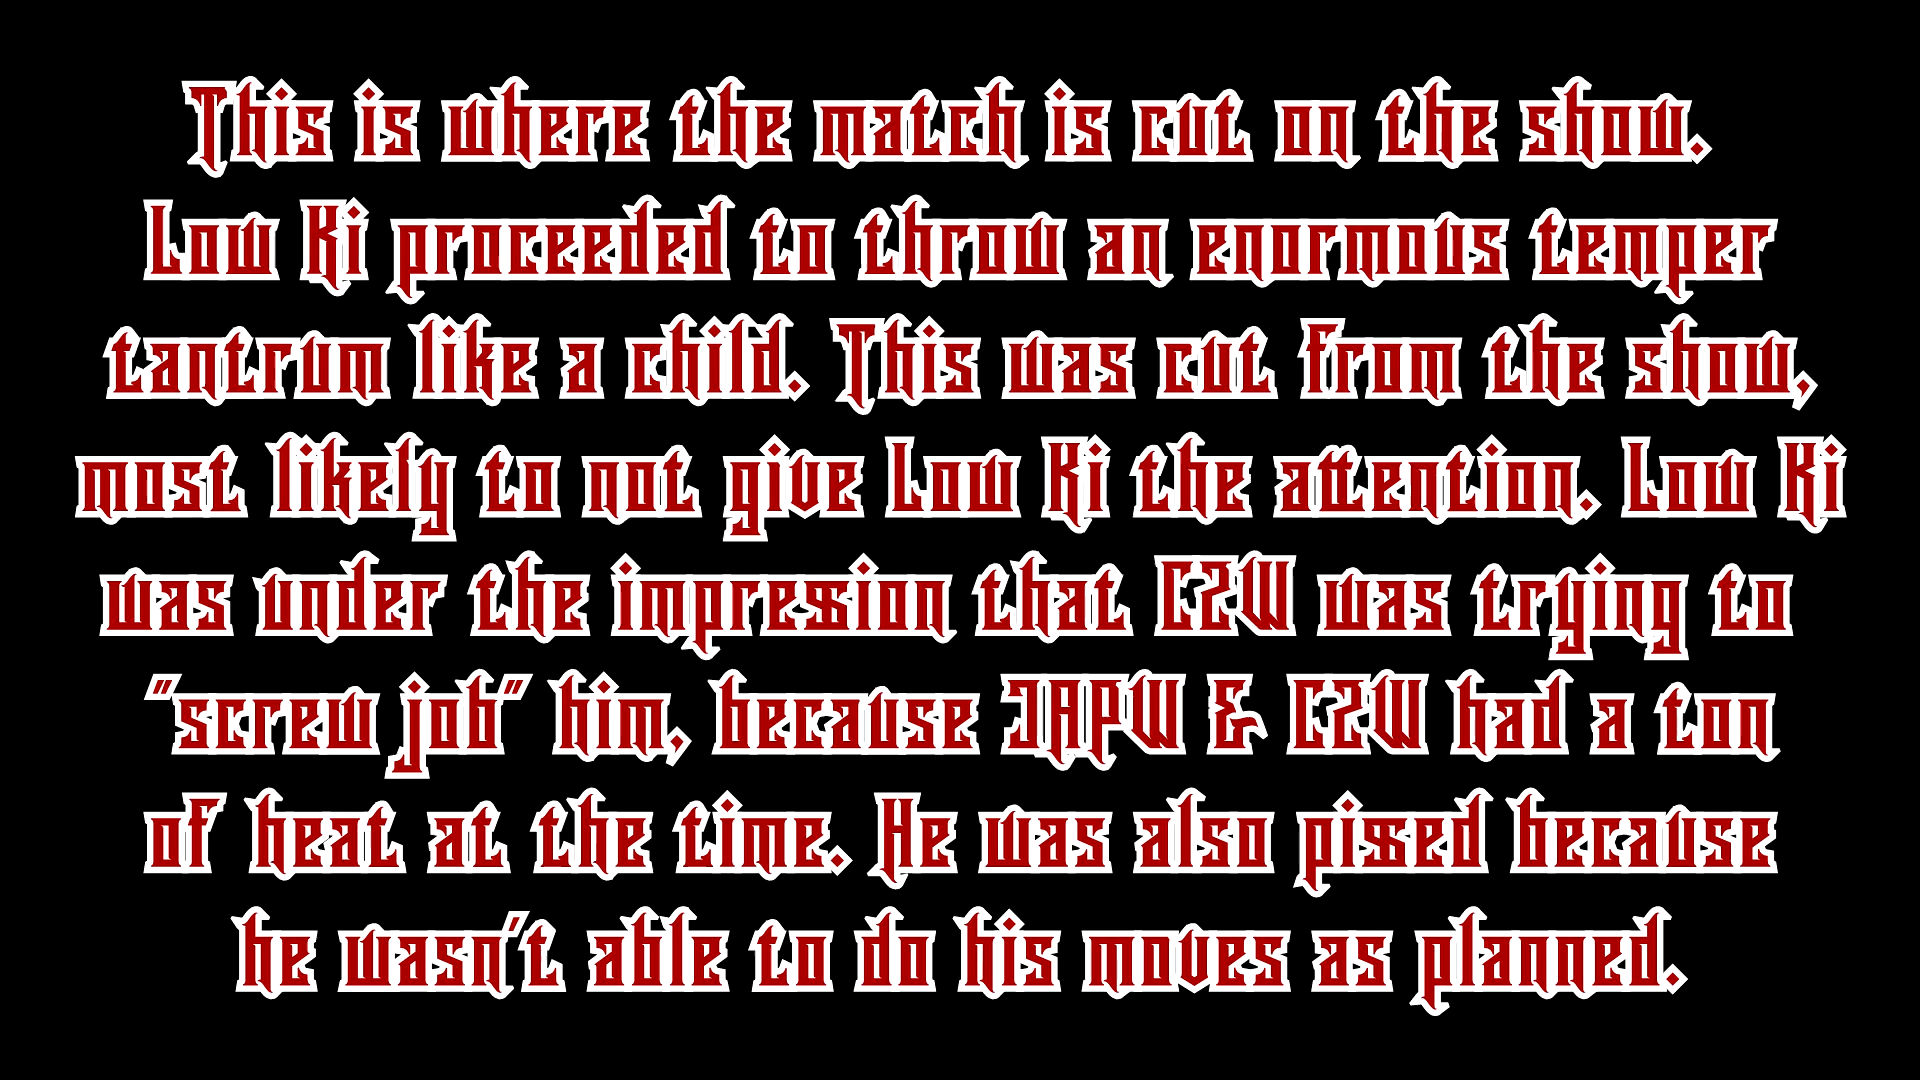 This is where the match is cut on the show.
Low Ki proceeded to throw an enormous temper
tantrum like a child. This was cut from the show,
most likely to not give Low Ki the attention. Low Ki
was under the impression that CZW was trying to
"screw job" him, because JAPW & CZW had a ton
of heat at the time. He was also pissed because
he wasn't able to do his moves as planned.